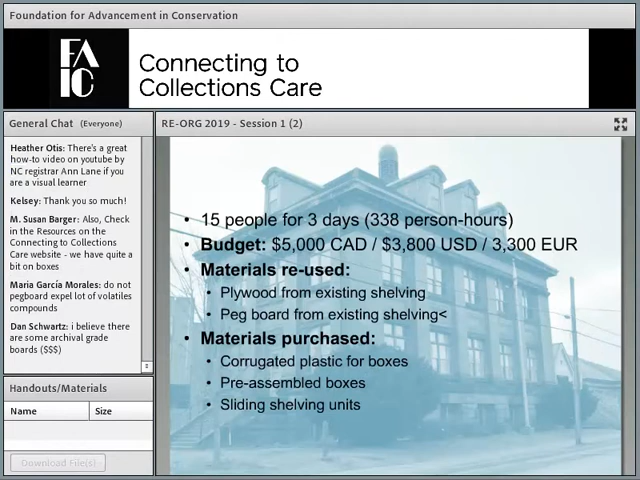 Foundation for Advancement in Conservation
FA
IC
Connecting to
Collections Care
General Chat (Everyone)
Heather Otis: There's a great
how-to video on youtube by
NC registrar Ann Lane if you
are a visual learner
Kelsey: Thank you so much!
M. Susan Barger: Also, Check
in the Resources on the
Connecting to Collections
Care website - we have quite a
bit on boxes
Maria García Morales: do not
pegboard expel lot of volatiles
compounds
Dan Schwartz: i believe there
are some archival grade
boards ($$$)
Handouts/Materials
Name Size
Download File(s)
RE-ORG 2019 - Session 1 (2)
• 15 people for 3 days (338 person-hours)
• Budget: $5,000 CAD / $3,800 USD / 3,300 EUR
• Materials re-used:
• Plywood from existing shelving
• Peg board from existing shelving<
• Materials purchased:
• Corrugated plastic for boxes
• Pre-assembled boxes
• Sliding shelving units